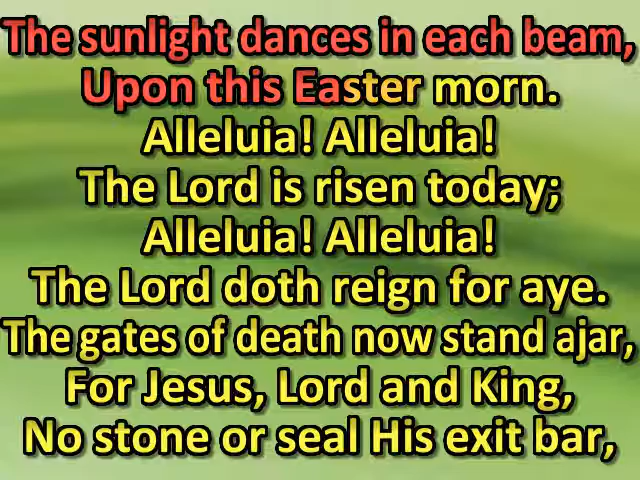 The sunlight dances in each beam,
Upon this Easter morn.
Alleluia! Alleluia!
The Lord is risen today;
Alleluia! Alleluia!
The Lord doth reign for aye.
The gates of death now stand ajar,
For Jesus, Lord and King,
No stone or seal His exit bar,